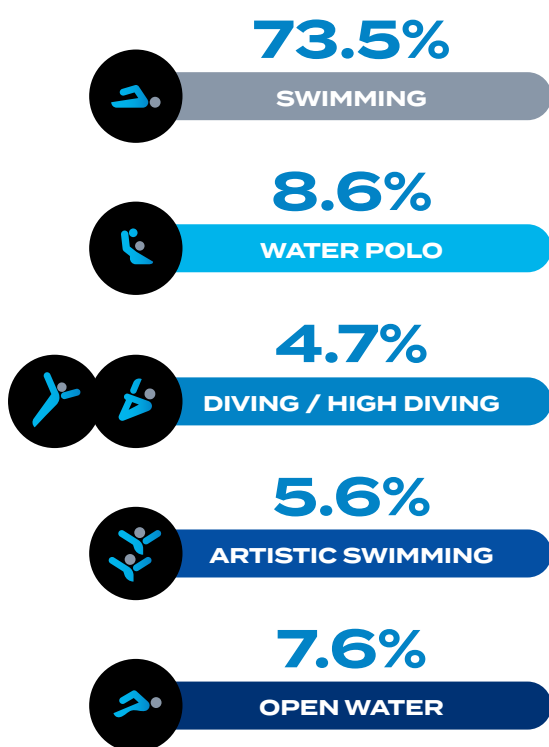 73.5%
SWIMMING
8.6%
WATER POLO
4.7%
DIVING / HIGH DIVING
5.6%
ARTISTIC SWIMMING
7.6%
OPEN WATER